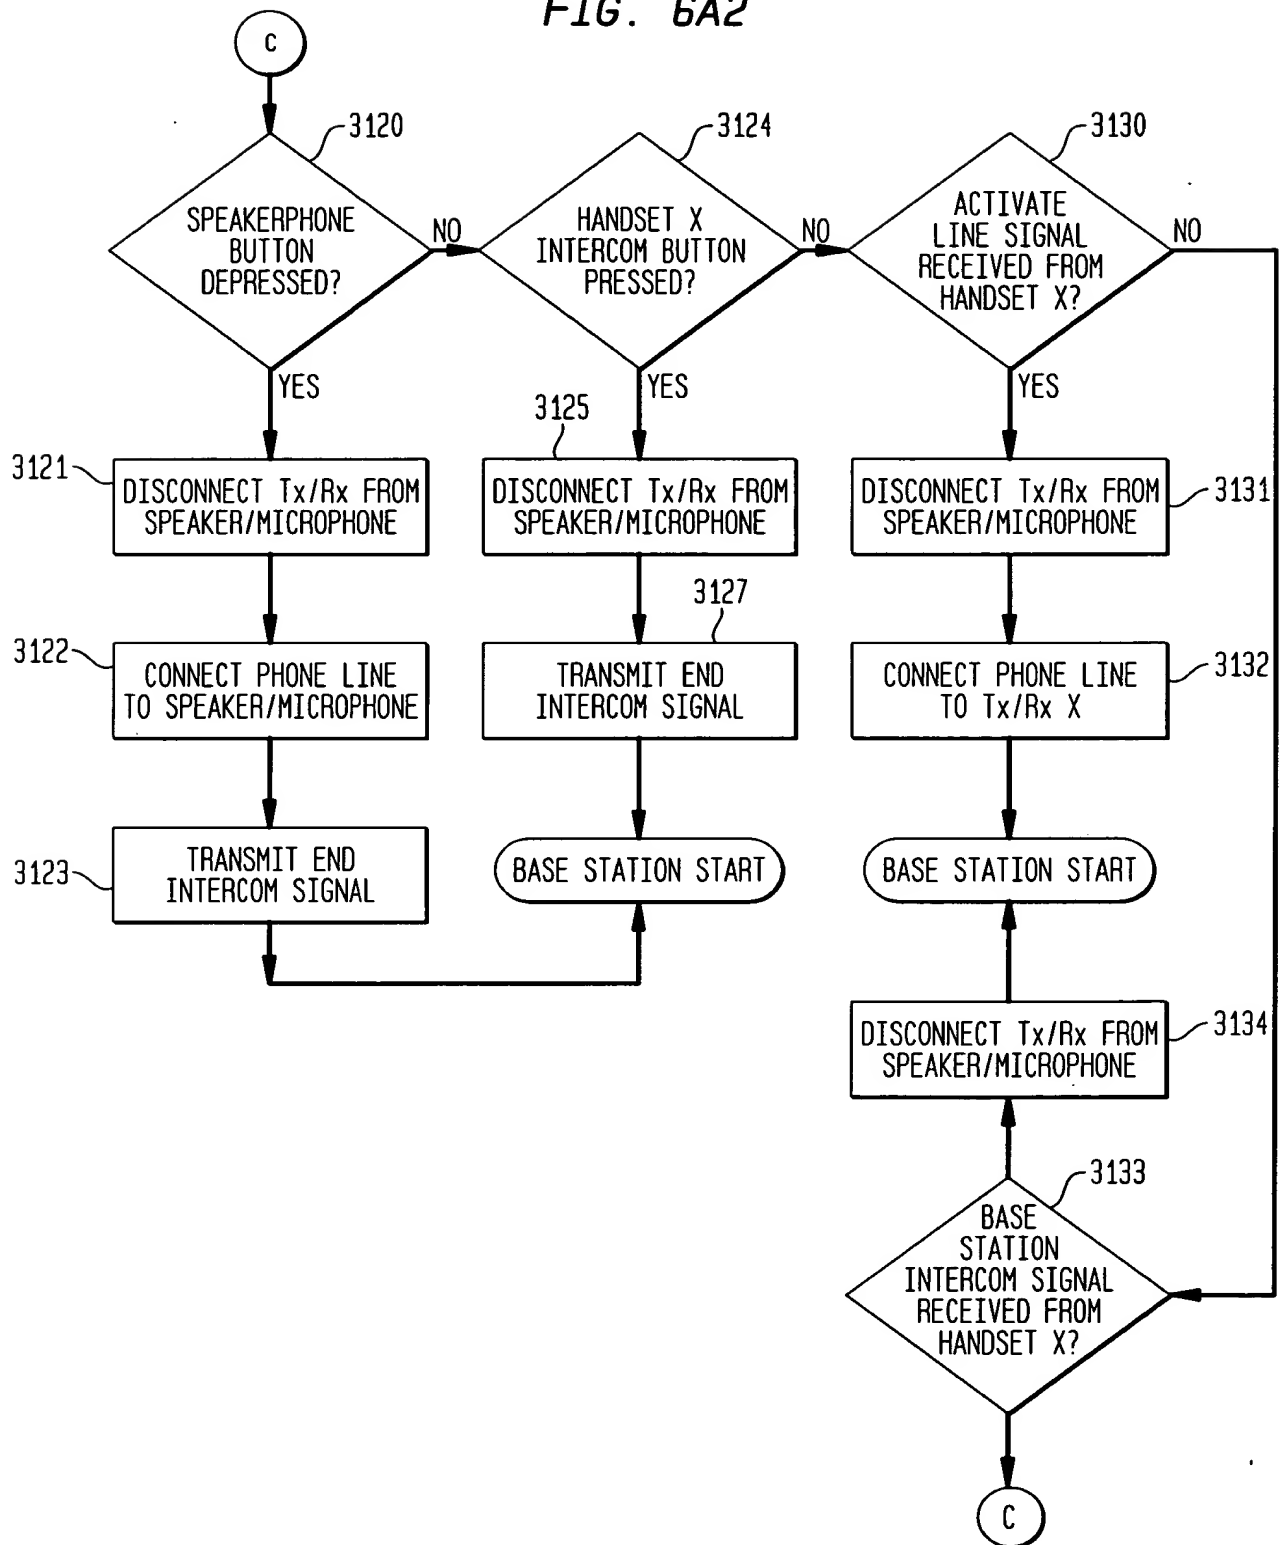 FIG. 6A2
C
3120
SPEAKERPHONE
BUTTON
DEPRESSED?
NO
YES
3124
HANDSET X
INTERCOM BUTTON
PRESSED?
NO
YES
3130
ACTIVATE
LINE SIGNAL
RECEIVED FROM
HANDSET X?
NO
YES
3121
DISCONNECT Tx/Rx FROM
SPEAKER/MICROPHONE
3125
DISCONNECT Tx/Rx FROM
SPEAKER/MICROPHONE
3131
DISCONNECT Tx/Rx FROM
SPEAKER/MICROPHONE
3122
CONNECT PHONE LINE
TO SPEAKER/MICROPHONE
3127
TRANSMIT END
INTERCOM SIGNAL
3132
CONNECT PHONE LINE
TO Tx/Rx X
3123
TRANSMIT END
INTERCOM SIGNAL
BASE STATION START
BASE STATION START
3134
DISCONNECT Tx/Rx FROM
SPEAKER/MICROPHONE
3133
BASE
STATION
INTERCOM SIGNAL
RECEIVED FROM
HANDSET X?
C